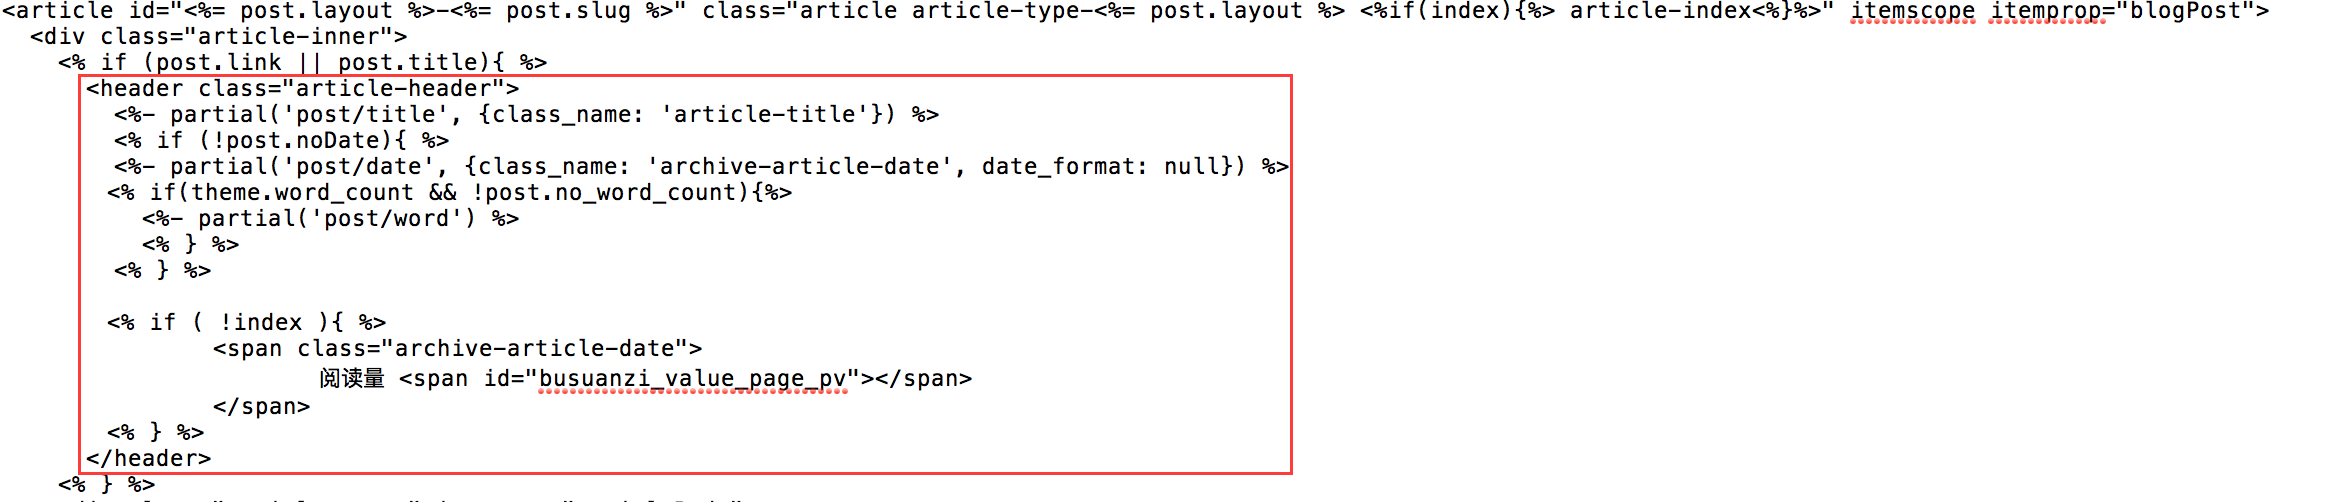 <article id="<%= post.layout %>-<%= post.slug %>" class="article article-type-<%= post.layout %> <%if(index){%> article-index<%}%>" itemscope itemprop="blogPost">
<div class="article-inner">
<% if (post.link || post.title){ %>
<header class="article-header">
<%- partial('post/title', {class_name: 'article-title'}) %>
<% if (!post.noDate){ %>
<%- partial('post/date', {class_name: 'archive-article-date', date_format: null}) %>
<% if(theme.word_count && !post.no_word_count){%>
<%- partial('post/word') %>
<% } %>
<% } %>
<% if ( !index ){ %>
<span class="archive-article-date">
阅读量 <span id="busuanzi_value_page_pv"></span>
</span>
<% } %>
</header>
<% } %>